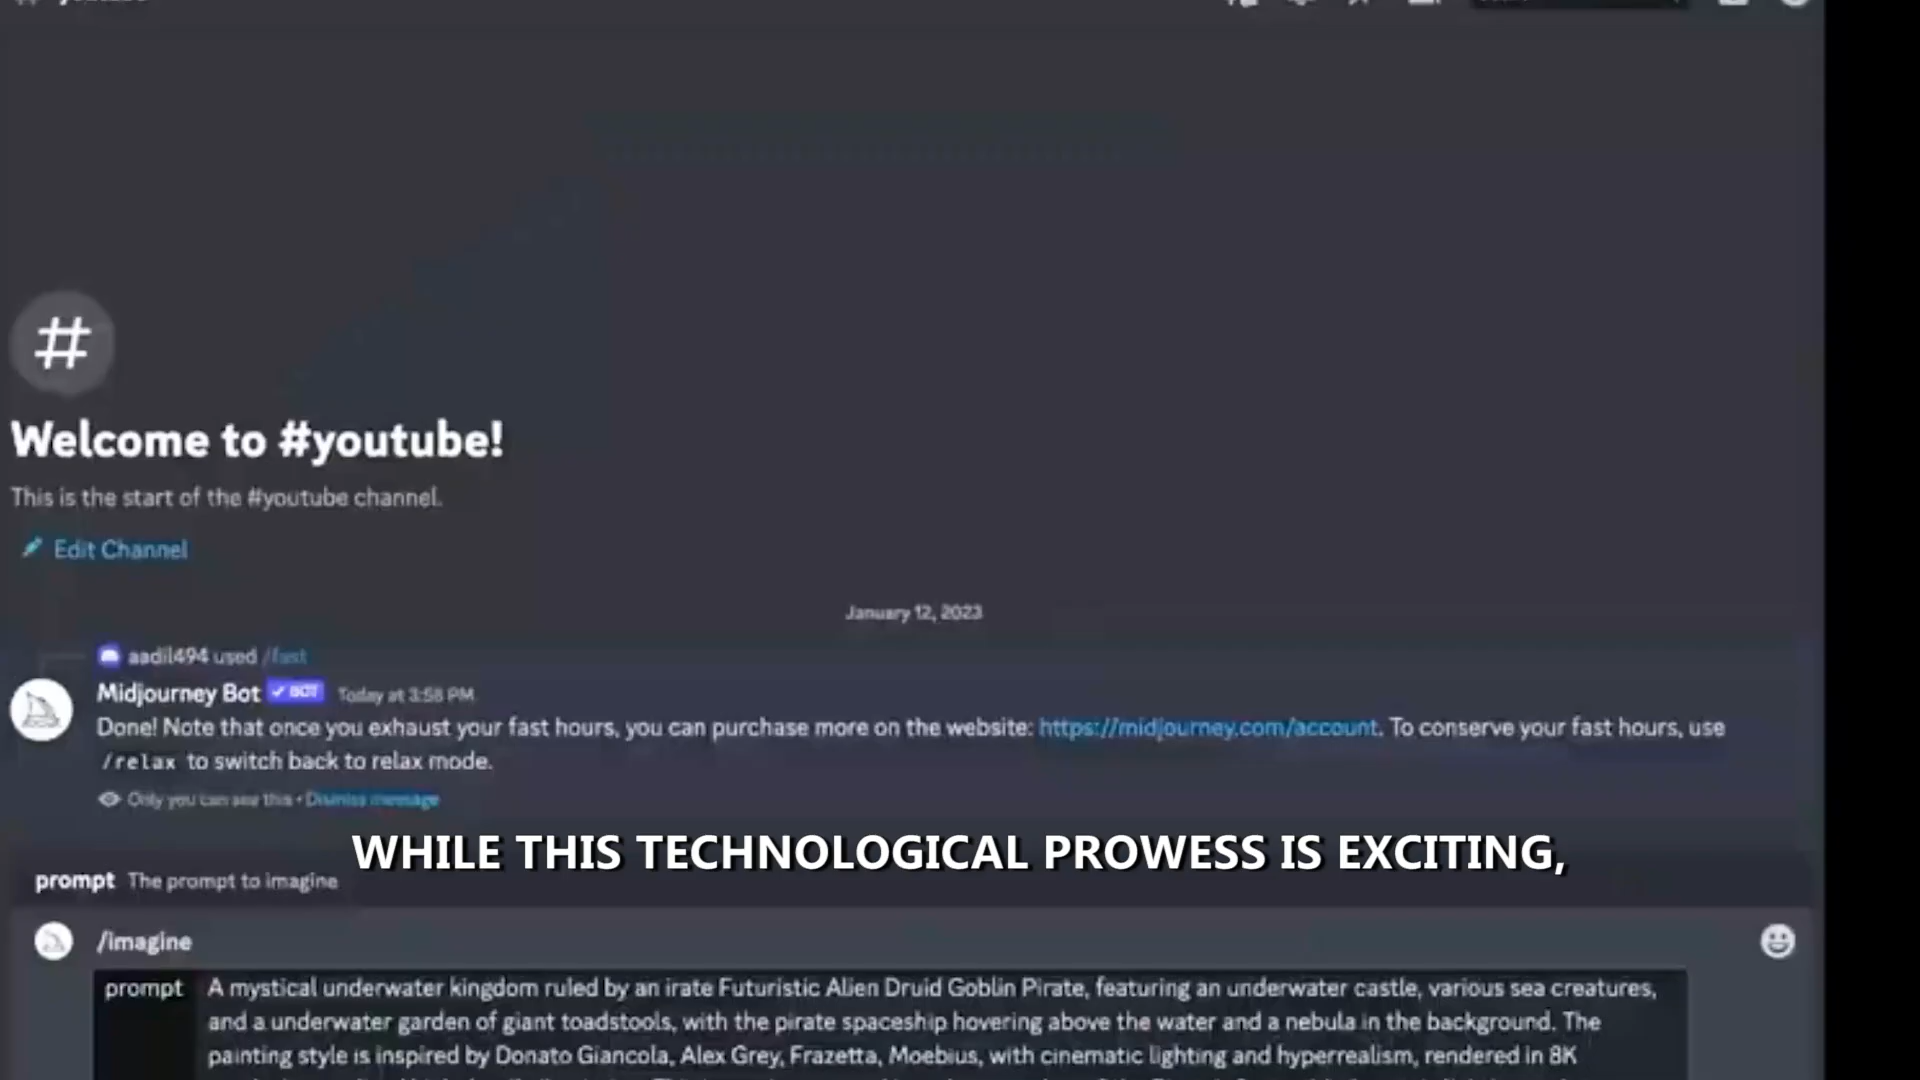 #
Welcome to #youtube!
This is the start of the #youtube channel.
Edit Channel
January 12, 2023
aadil494 used /fast
Midjourney Bot ✓ BOT Today at 3:58 PM
Done! Note that once you exhaust your fast hours, you can purchase more on the website: https://midjourney.com/account. To conserve your fast hours, use
/relax to switch back to relax mode.
Only you can see this • Dismiss message
WHILE THIS TECHNOLOGICAL PROWESS IS EXCITING,
prompt The prompt to imagine
/imagine
prompt A mystical underwater kingdom ruled by an irate Futuristic Alien Druid Goblin Pirate, featuring an underwater castle, various sea creatures,
and a underwater garden of giant toadstools, with the pirate spaceship hovering above the water and a nebula in the background. The
painting style is inspired by Donato Giancola, Alex Grey, Frazetta, Moebius, with cinematic lighting and hyperrealism, rendered in 8K